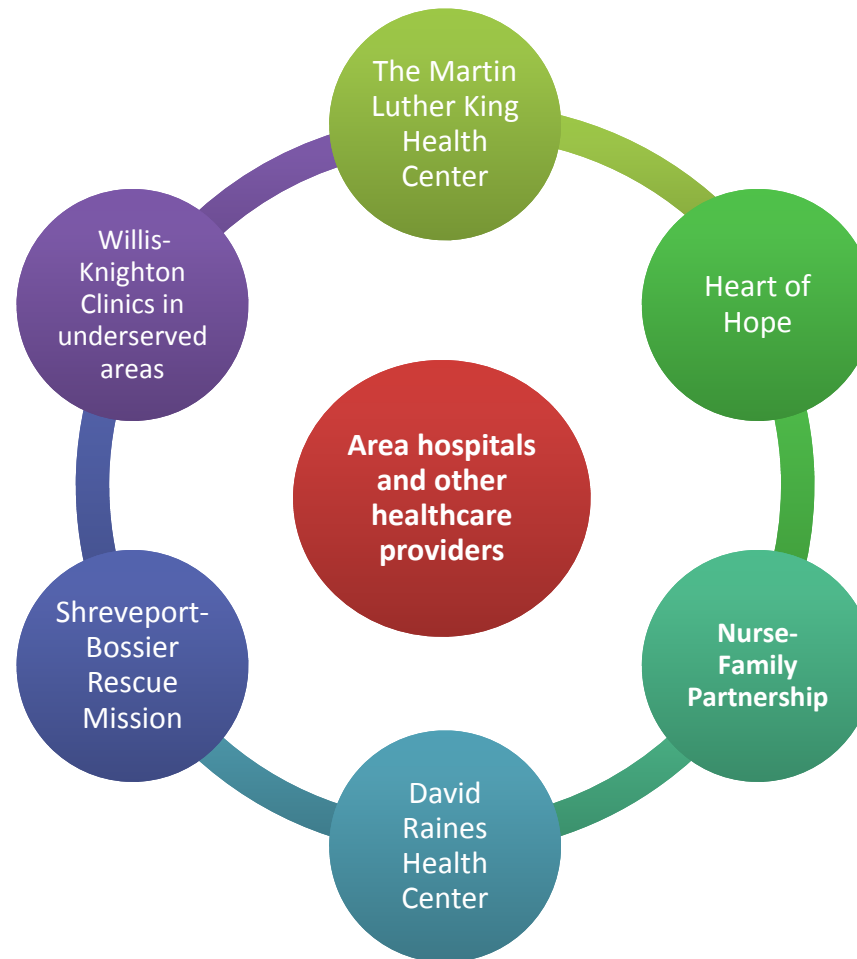 The Martin
Luther King
Health
Center
Heart of
Hope
Nurse-
Family
Partnership
David
Raines
Health
Center
Shreveport-
Bossier
Rescue
Mission
Willis-
Knighton
Clinics in
underserved
areas
Area hospitals
and other
healthcare
providers